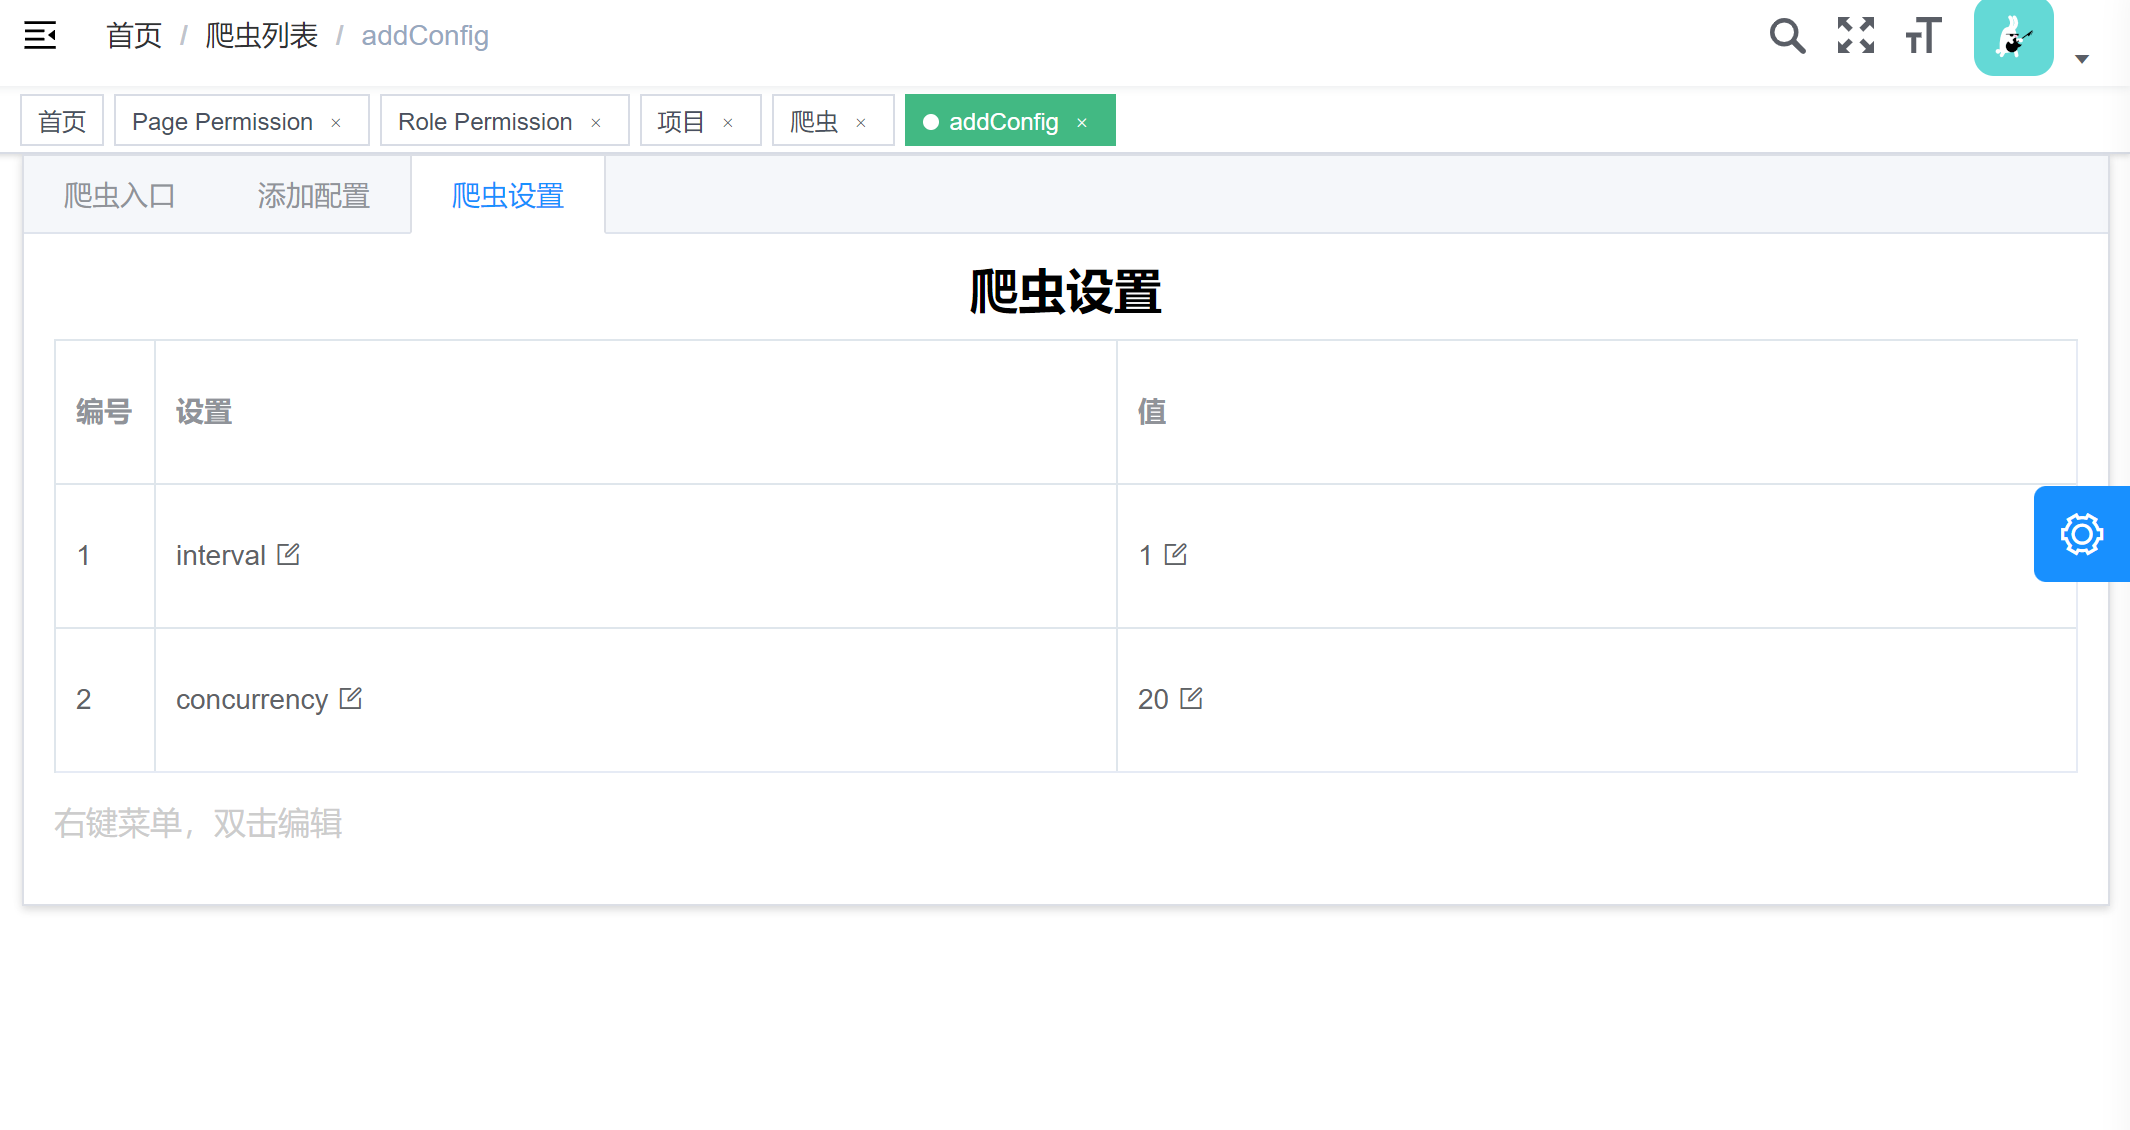 首页 / 爬虫列表 / addConfig
首页 Page Permission × Role Permission × 项目 × 爬虫 × addConfig ×
爬虫入口 添加配置 爬虫设置
爬虫设置
编号 设置 值
1 interval 1
2 concurrency 20
右键菜单，双击编辑